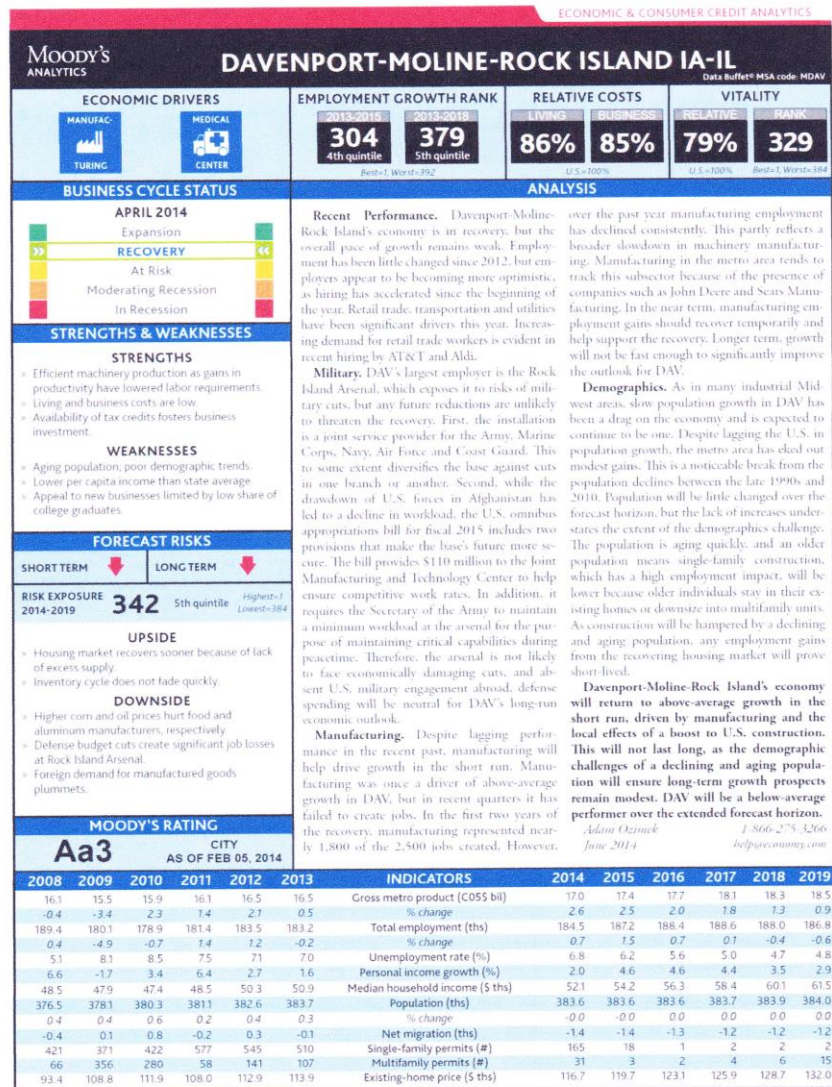 ECONOMIC & CONSUMER CREDIT ANALYTICS
MOODY'S
ANALYTICS
DAVENPORT-MOLINE-ROCK ISLAND IA-IL
Data Buffet® MSA code: MDAV
ECONOMIC DRIVERS
MANUFAC-
TURING
MEDICAL
CENTER
EMPLOYMENT GROWTH RANK
2013-2015
304
4th quintile
2013-2018
379
5th quintile
Best=1, Worst=392
RELATIVE COSTS
LIVING
86%
BUSINESS
85%
U.S.=100%
VITALITY
RELATIVE
79%
U.S.=100%
RANK
329
Best=1, Worst=384
BUSINESS CYCLE STATUS
APRIL 2014
Expansion
RECOVERY
At Risk
Moderating Recession
In Recession
STRENGTHS & WEAKNESSES
STRENGTHS
» Efficient machinery production as gains in
productivity have lowered labor requirements.
» Living and business costs are low.
» Availability of tax credits fosters business
investment.
WEAKNESSES
» Aging population; poor demographic trends.
» Lower per capita income than state average.
» Appeal to new businesses limited by low share of
college graduates.
FORECAST RISKS
SHORT TERM
LONG TERM
RISK EXPOSURE
2014-2019
342
5th quintile
Highest=1
Lowest=384
UPSIDE
» Housing market recovers sooner because of lack
of excess supply.
» Inventory cycle does not fade quickly.
DOWNSIDE
» Higher corn and oil prices hurt food and
aluminum manufacturers, respectively
» Defense budget cuts create significant job losses
at Rock Island Arsenal.
» Foreign demand for manufactured goods
plummets.
MOODY'S RATING
Aa3
CITY
AS OF FEB 05, 2014
ANALYSIS
Recent Performance. Davenport-Moline-
Rock Island's economy is in recovery, but the
overall pace of growth remains weak. Employ-
ment has been little changed since 2012, but em-
ployers appear to be becoming more optimistic,
as hiring has accelerated since the beginning of
the year. Retail trade, transportation and utilities
have been significant drivers this year. Increas-
ing demand for retail trade workers is evident in
recent hiring by AT&T and Aldi.
Military. DAV's largest employer is the Rock
Island Arsenal, which exposes it to risks of mili-
tary cuts, but any future reductions are unlikely
to threaten the recovery. First, the installation
is a joint service provider for the Army, Marine
Corps, Navy, Air Force and Coast Guard. This
to some extent diversifies the base against cuts
in one branch or another. Second, while the
drawdown of U.S. forces in Afghanistan has
led to a decline in workload, the U.S. omnibus
appropriations bill for fiscal 2015 includes two
provisions that make the base's future more se-
cure. The bill provides $110 million to the Joint
Manufacturing and Technology Center to help
ensure competitive work rates. In addition, it
requires the Secretary of the Army to maintain
a minimum workload at the arsenal for the pur-
pose of maintaining critical capabilities during
peacetime. Therefore, the arsenal is not likely
to face economically damaging cuts, and ab-
sent U.S. military engagement abroad, defense
spending will be neutral for DAV's long-run
economic outlook.
Manufacturing. Despite lagging perfor-
mance in the recent past, manufacturing will
help drive growth in the short run. Manu-
facturing was once a driver of above-average
growth in DAV, but in recent quarters it has
failed to create jobs. In the first two years of
the recovery, manufacturing represented near-
ly 1,800 of the 2,500 jobs created. However,
over the past year manufacturing employment
has declined consistently. This partly reflects a
broader slowdown in machinery manufactur-
ing. Manufacturing in the metro area tends to
track this subsector because of the presence of
companies such as John Deere and Sears Manu-
facturing. In the near term, manufacturing em-
ployment gains should recover temporarily and
help support the recovery. Longer term, growth
will not be fast enough to significantly improve
the outlook for DAV.
Demographics. As in many industrial Mid-
west areas, slow population growth in DAV has
been a drag on the economy and is expected to
continue to be one. Despite lagging the U.S. in
population growth, the metro area has eked out
modest gains. This is a noticeable break from the
population declines between the late 1990s and
2010. Population will be little changed over the
forecast horizon, but the lack of increases under-
states the extent of the demographics challenge.
The population is aging quickly, and an older
population means single-family construction,
which has a high employment impact, will be
lower because older individuals stay in their ex-
isting homes or downsize into multifamily units.
As construction will be hampered by a declining
and aging population, any employment gains
from the recovering housing market will prove
short-lived.
Davenport-Moline-Rock Island's economy
will return to above-average growth in the
short run, driven by manufacturing and the
local effects of a boost to U.S. construction.
This will not last long, as the demographic
challenges of a declining and aging popula-
tion will ensure long-term growth prospects
remain modest. DAV will be a below-average
performer over the extended forecast horizon.
Adam Ozimek 1-866-275-3266
June 2014 help@economy.com
2008 2009 2010 2011 2012 2013 INDICATORS 2014 2015 2016 2017 2018 2019
16.1 15.5 15.9 16.1 16.5 16.5 Gross metro product (C05$ bil) 17.0 17.4 17.7 18.1 18.3 18.5
-0.4 -3.4 2.3 1.4 2.1 0.5 % change 2.6 2.5 2.0 1.8 1.3 0.9
189.4 180.1 178.9 181.4 183.5 183.2 Total employment (ths) 184.5 187.2 188.4 188.6 188.0 186.8
0.4 -4.9 -0.7 1.4 1.2 -0.2 % change 0.7 1.5 0.7 0.1 -0.4 -0.6
5.1 8.1 8.5 7.5 7.1 7.0 Unemployment rate (%) 6.8 6.2 5.6 5.0 4.7 4.8
6.6 -1.7 3.4 6.4 2.7 1.6 Personal income growth (%) 2.0 4.6 4.6 4.4 3.5 2.9
48.5 47.9 47.4 48.5 50.3 50.9 Median household income ($ ths) 52.1 54.2 56.3 58.4 60.1 61.5
376.5 378.1 380.3 381.1 382.6 383.7 Population (ths) 383.6 383.6 383.6 383.7 383.9 384.0
0.4 0.4 0.6 0.2 0.4 0.3 % change -0.0 -0.0 0.0 0.0 0.0 0.0
-0.4 0.1 0.8 -0.2 0.3 -0.1 Net migration (ths) -1.4 -1.4 -1.3 -1.2 -1.2 -1.2
421 371 422 577 545 510 Single-family permits (#) 165 18 1 2 2 2
66 356 280 58 141 107 Multifamily permits (#) 31 3 2 4 6 15
93.4 108.8 111.9 108.0 112.9 113.9 Existing-home price ($ ths) 116.7 119.7 123.1 125.9 128.7 132.0